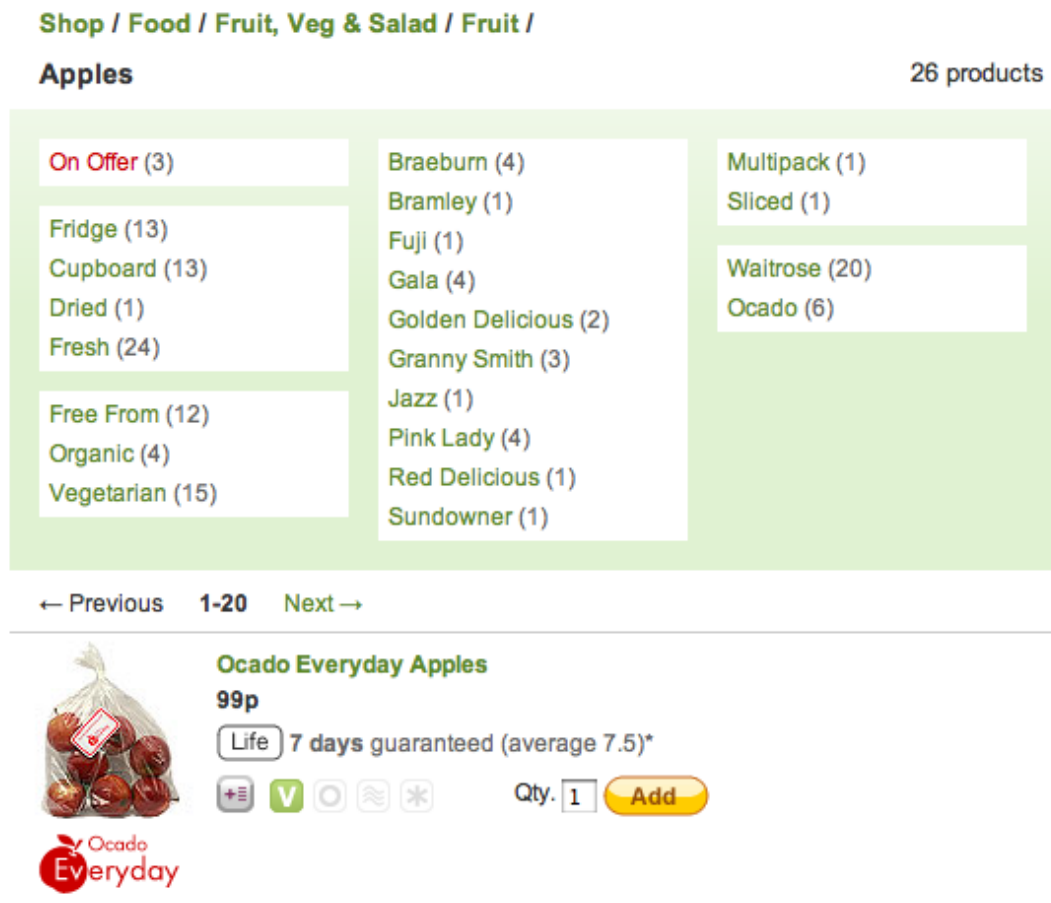 Shop / Food / Fruit, Veg & Salad / Fruit /
Apples
26 products
On Offer (3)
Fridge (13)
Cupboard (13)
Dried (1)
Fresh (24)
Free From (12)
Organic (4)
Vegetarian (15)
Braeburn (4)
Bramley (1)
Fuji (1)
Gala (4)
Golden Delicious (2)
Granny Smith (3)
Jazz (1)
Pink Lady (4)
Red Delicious (1)
Sundowner (1)
Multipack (1)
Sliced (1)
Waitrose (20)
Ocado (6)
← Previous 1-20 Next →
Ocado Everyday Apples
99p
Life 7 days guaranteed (average 7.5)*
V Qty. 1 Add
Ocado
Everyday